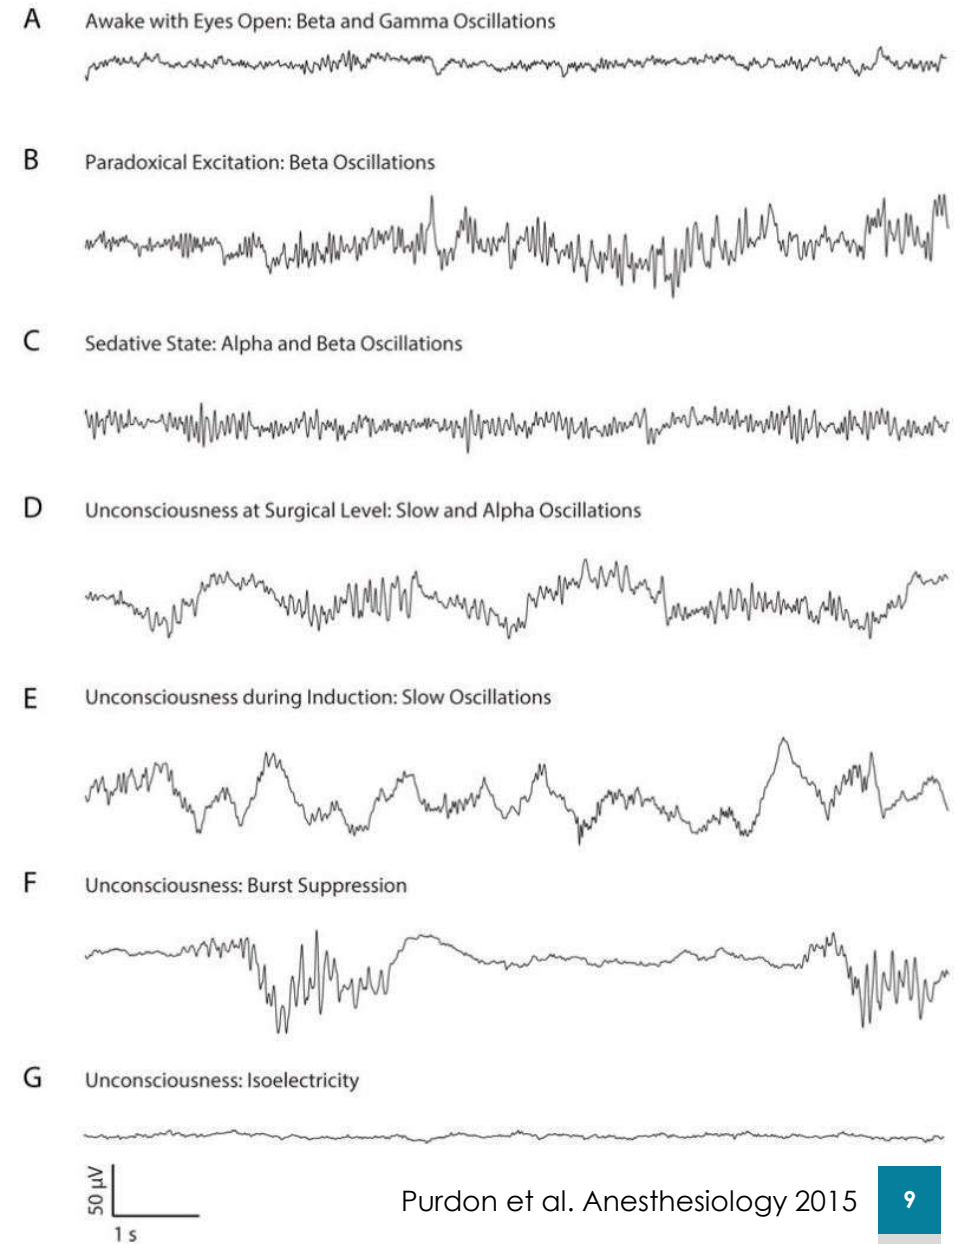 A Awake with Eyes Open: Beta and Gamma Oscillations
B Paradoxical Excitation: Beta Oscillations
C Sedative State: Alpha and Beta Oscillations
D Unconsciousness at Surgical Level: Slow and Alpha Oscillations
E Unconsciousness during Induction: Slow Oscillations
F Unconsciousness: Burst Suppression
G Unconsciousness: Isoelectricity
50 μV
1 s
Purdon et al. Anesthesiology 2015
9